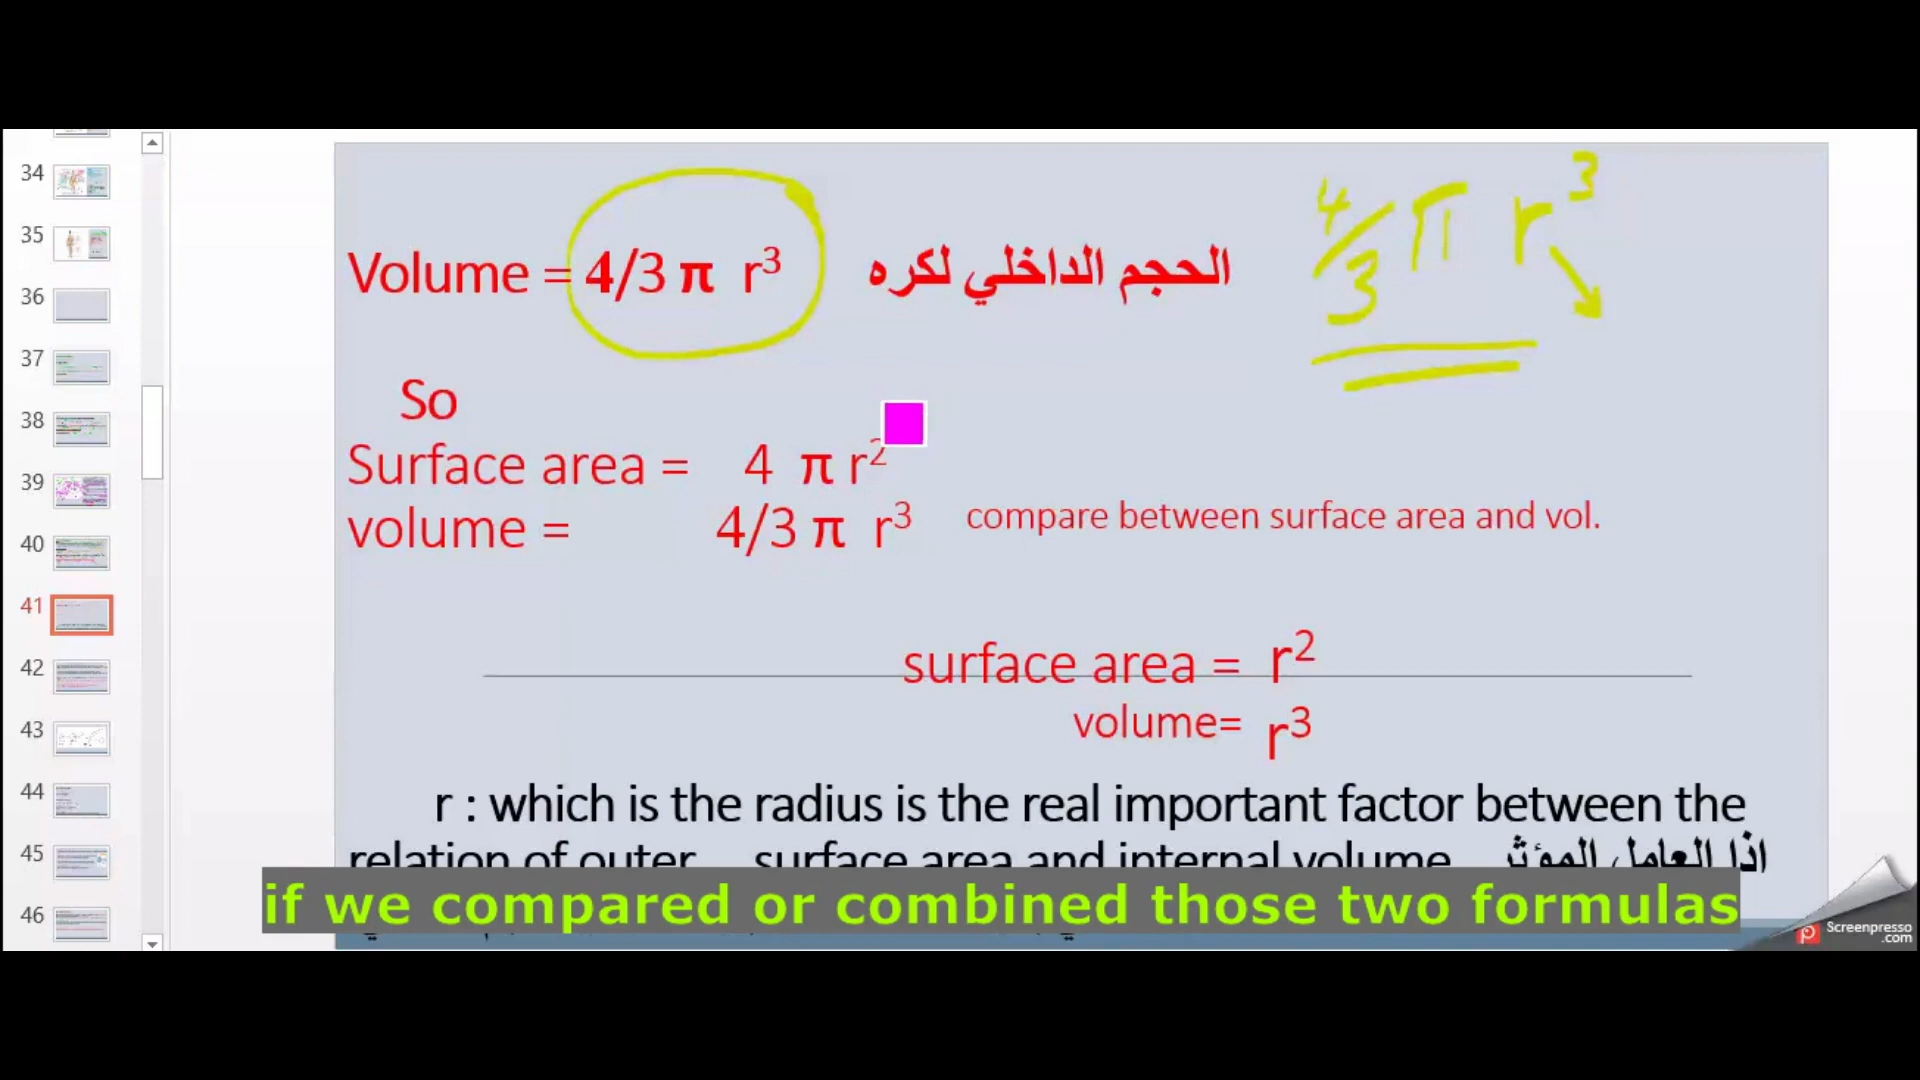 34
35
36
37
38
39
40
41
42
43
44
45
46
Volume = 4/3 π r³ الحجم الداخلي لكره
4/3 π r³
So
Surface area = 4 π r²
volume = 4/3 π r³ compare between surface area and vol.
surface area = r²
volume= r³
r : which is the radius is the real important factor between the
relation of outer surface area and internal volume اذا العامل المؤثر
if we compared or combined those two formulas
Screenpresso
.com